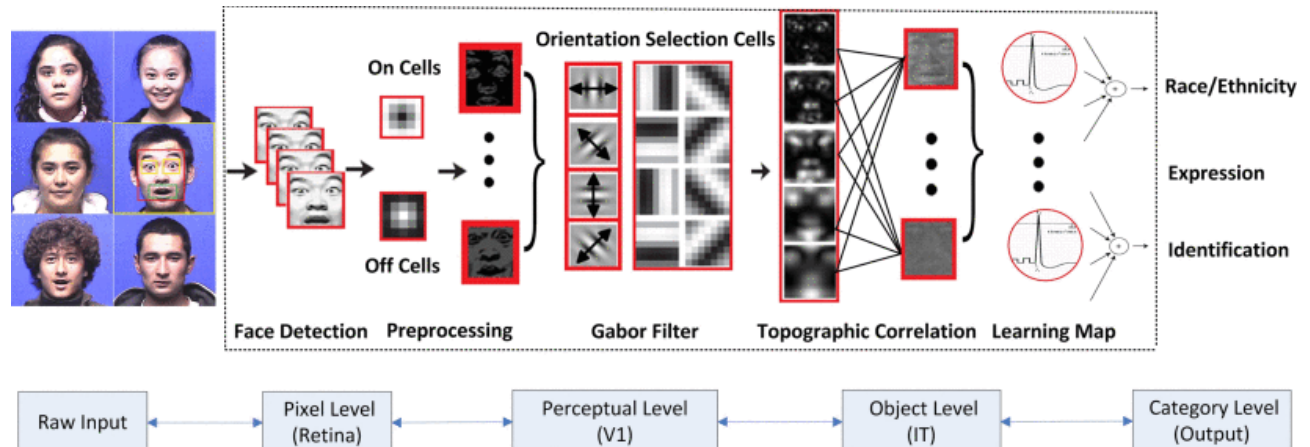 Orientation Selection Cells
On Cells
Off Cells
Race/Ethnicity
Expression
Identification
Face Detection
Preprocessing
Gabor Filter
Topographic Correlation
Learning Map
Raw Input
Pixel Level
(Retina)
Perceptual Level
(V1)
Object Level
(IT)
Category Level
(Output)